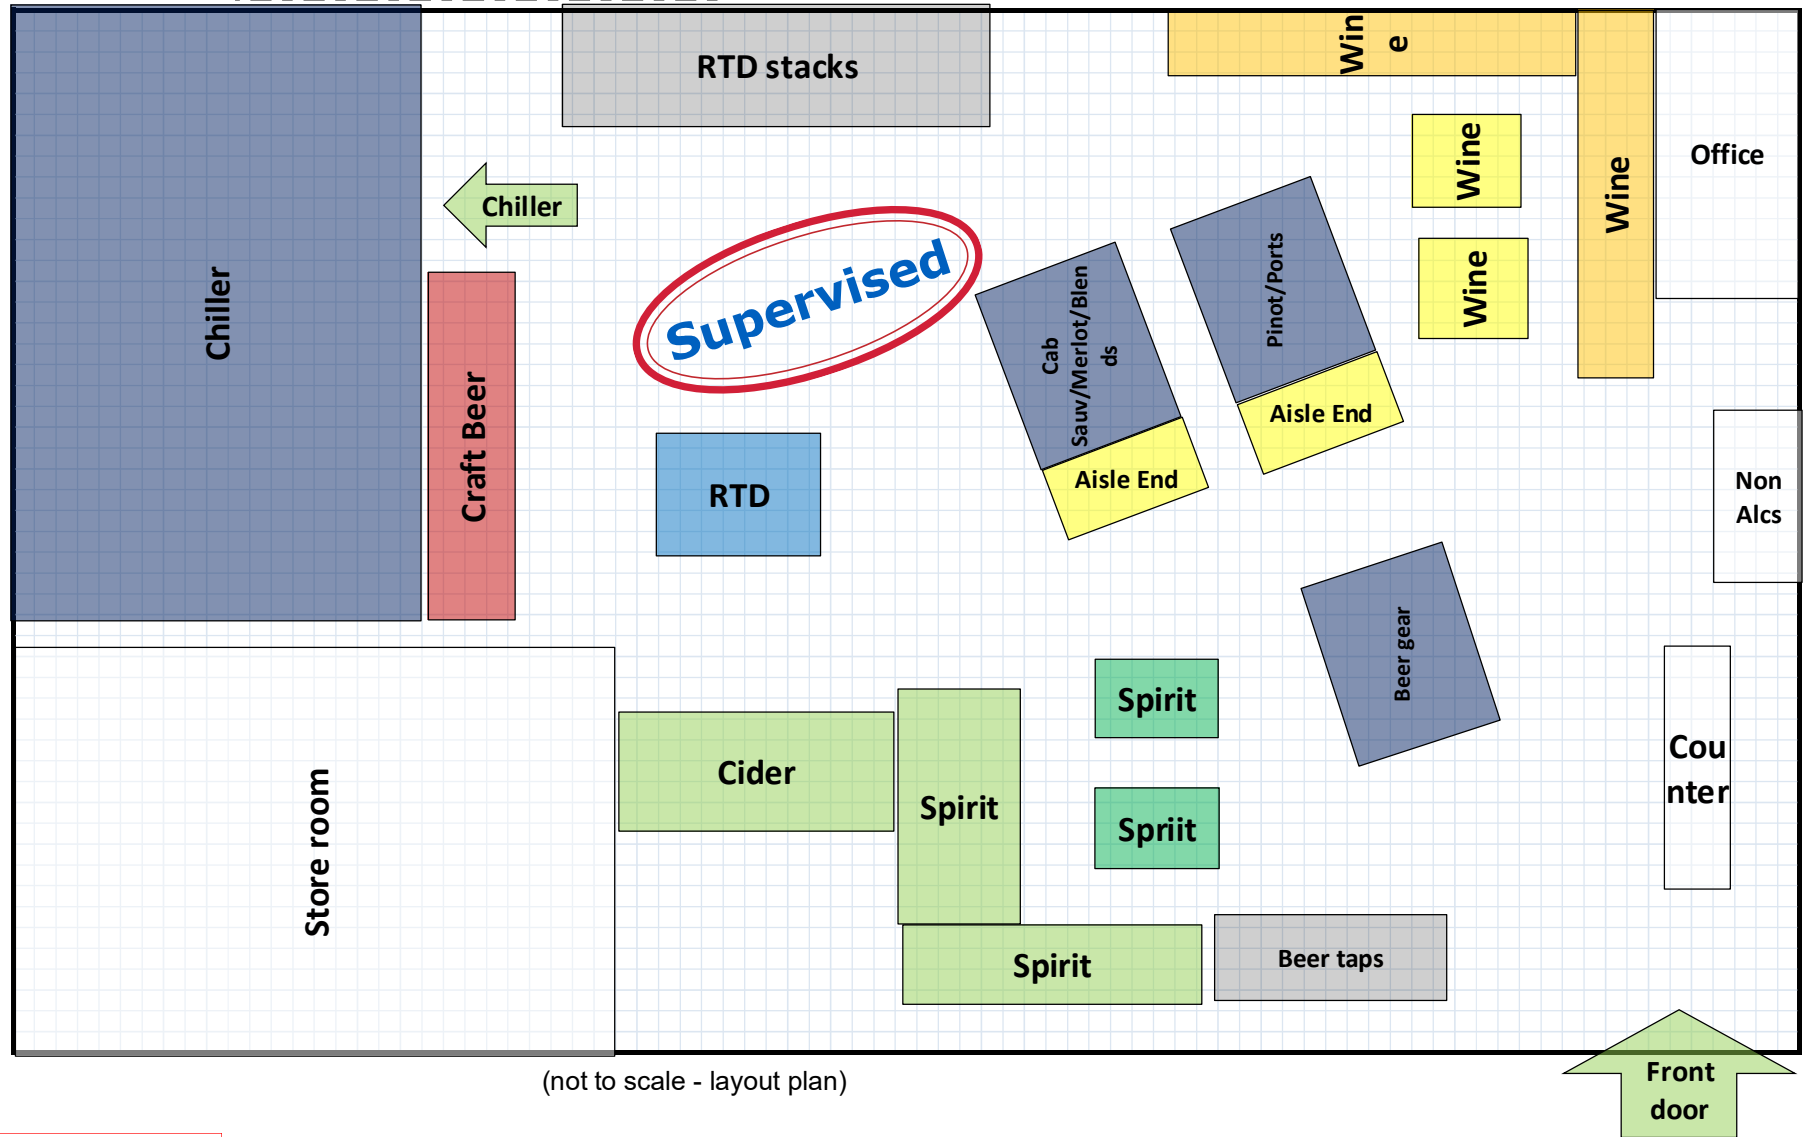 RTD stacks
Win
e
Wine
Office
Wine
Wine
Chiller
Chiller
Supervised
Craft Beer
Cab
Sauv/Merlot/Blen
ds
Pinot/Ports
Aisle End
Aisle End
RTD
Non
Alcs
Beer gear
Spirit
Cider
Spirit
Spriit
Cou
nter
Store room
Spirit
Beer taps
(not to scale - layout plan)
Front
door